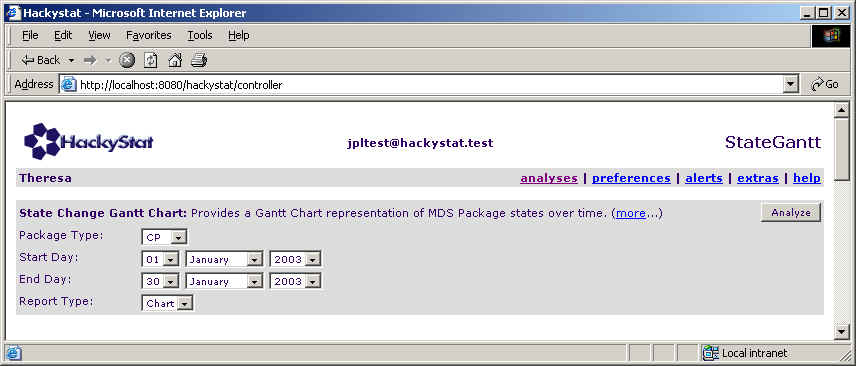 Hackystat - Microsoft Internet Explorer
File Edit View Favorites Tools Help
Back
Address http://localhost:8080/hackystat/controller Go
HackyStat jpltest@hackystat.test StateGantt
Theresa analyses | preferences | alerts | extras | help
State Change Gantt Chart: Provides a Gantt Chart representation of MDS Package states over time. (more...) Analyze
Package Type: CP
Start Day: 01 January 2003
End Day: 30 January 2003
Report Type: Chart
Local intranet